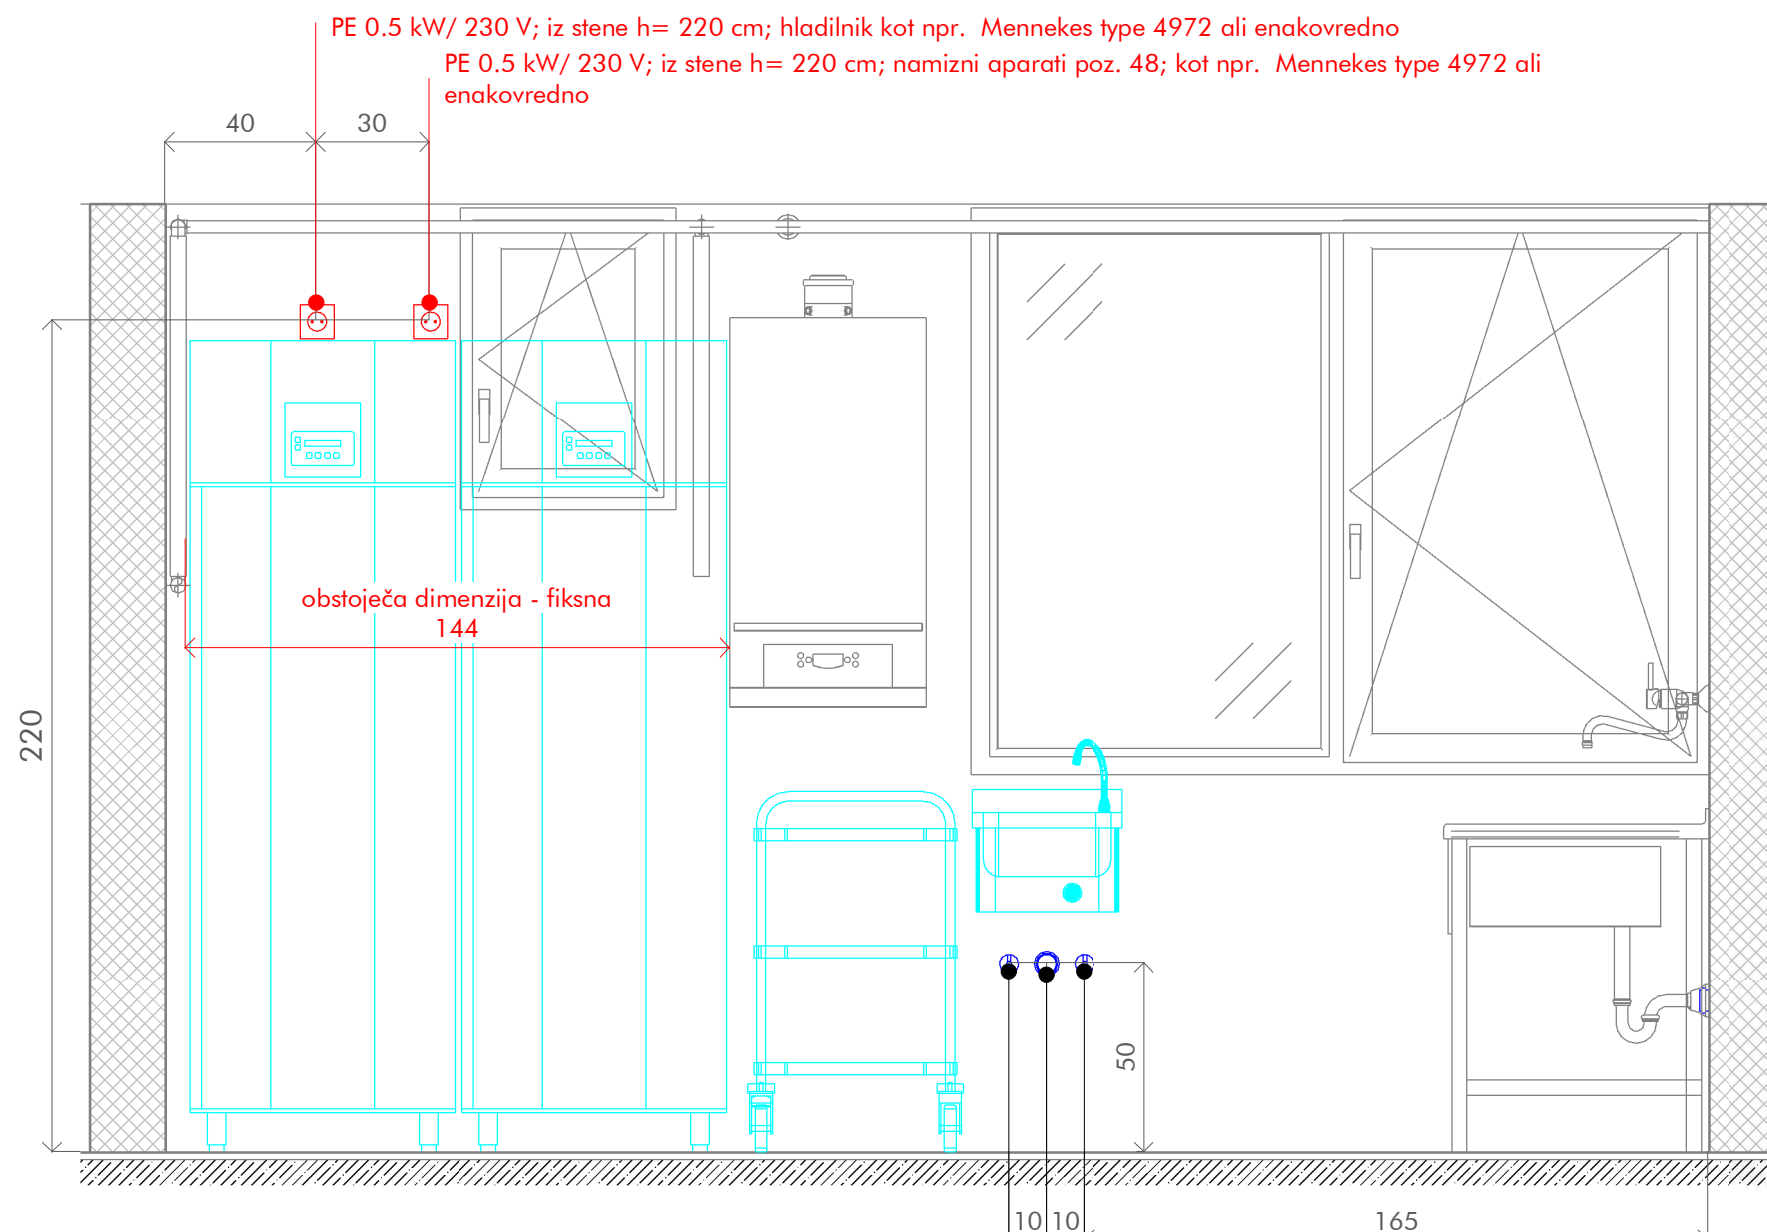 PE 0.5 kW/ 230 V; iz stene h= 220 cm; hladilnik kot npr.  Mennekes type 4972 ali enakovredno
PE 0.5 kW/ 230 V; iz stene h= 220 cm; namizni aparati poz. 48; kot npr.  Mennekes type 4972 ali
enakovredno
40
30
obstoječa dimenzija - fiksna
144
220
50
10
10
165